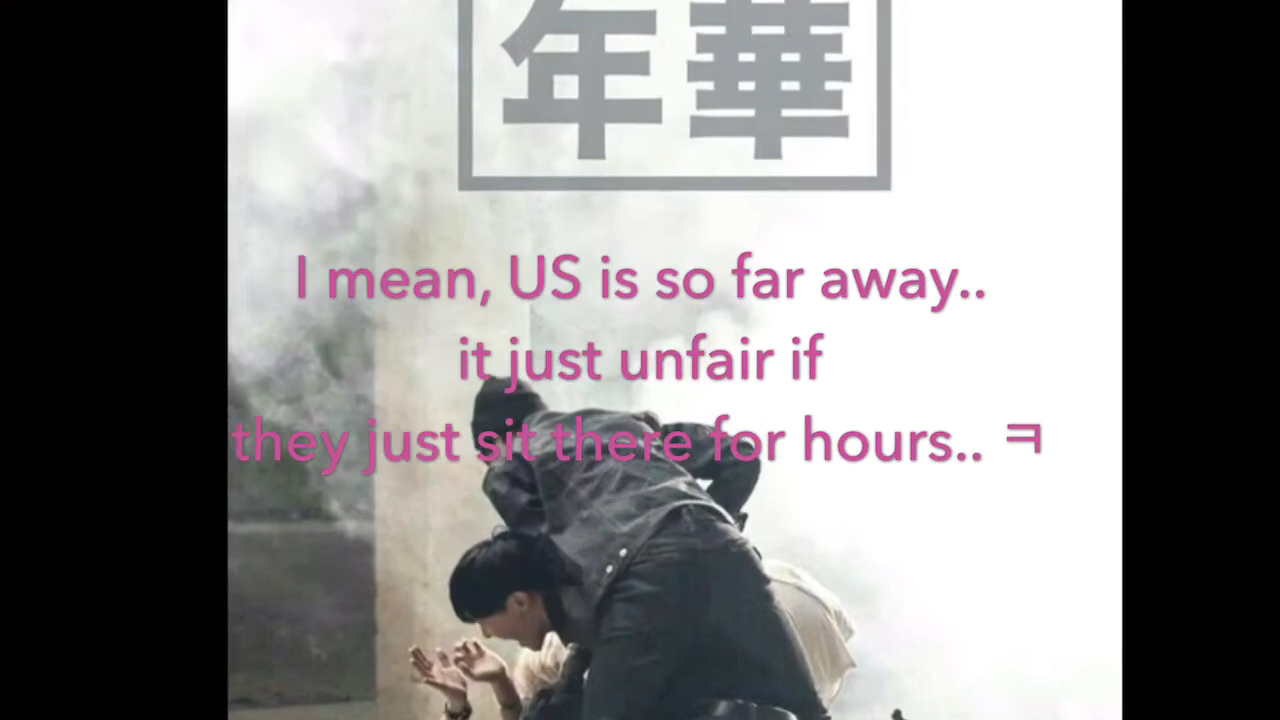 年華
I mean, US is so far away..
it just unfair if
they just sit there for hours.. ㅋ